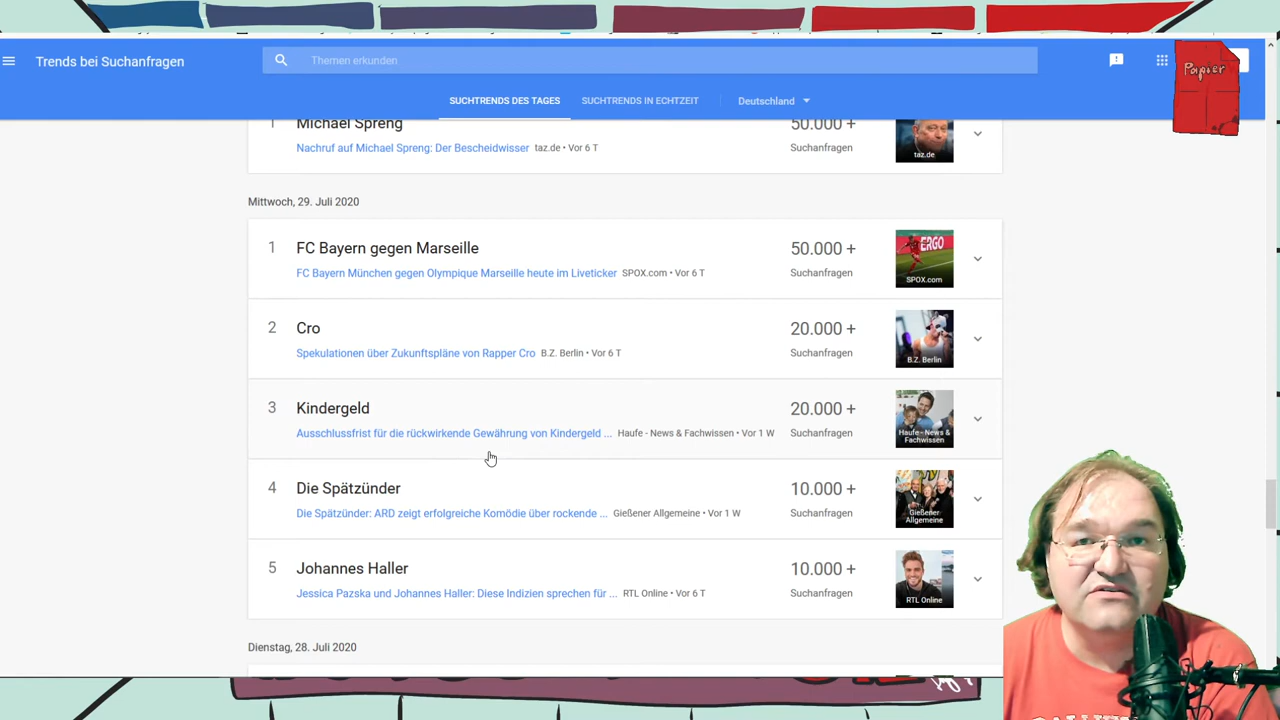 Trends bei Suchanfragen
Themen erkunden
Papier
SUCHTRENDS DES TAGES
SUCHTRENDS IN ECHTZEIT
Deutschland
1
Michael Spreng
50.000 +
Nachruf auf Michael Spreng: Der Bescheidwisser taz.de • Vor 6 T
Suchanfragen
taz.de
Mittwoch, 29. Juli 2020
1
FC Bayern gegen Marseille
50.000 +
FC Bayern München gegen Olympique Marseille heute im Liveticker SPOX.com • Vor 6 T
Suchanfragen
ERGO
SPOX.com
2
Cro
20.000 +
Spekulationen über Zukunftspläne von Rapper Cro B.Z. Berlin • Vor 6 T
Suchanfragen
B.Z. Berlin
3
Kindergeld
20.000 +
Ausschlussfrist für die rückwirkende Gewährung von Kindergeld ... Haufe - News & Fachwissen • Vor 1 W
Suchanfragen
Haufe - News &
Fachwissen
4
Die Spätzünder
10.000 +
Die Spätzünder: ARD zeigt erfolgreiche Komödie über rockende ... Gießener Allgemeine • Vor 1 W
Suchanfragen
Gießener
Allgemeine
5
Johannes Haller
10.000 +
Jessica Pazska und Johannes Haller: Diese Indizien sprechen für ... RTL Online • Vor 6 T
Suchanfragen
RTL Online
Dienstag, 28. Juli 2020